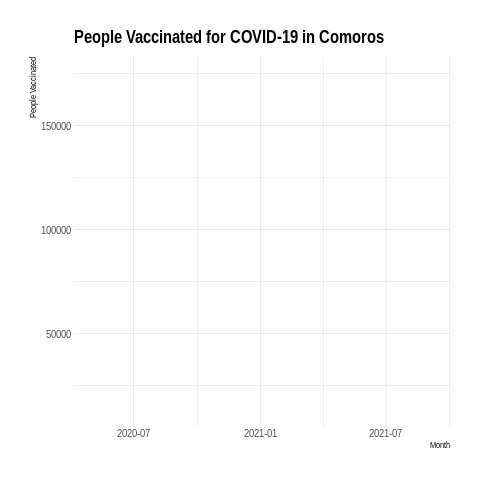 People Vaccinated for COVID-19 in Comoros
People Vaccinated
150000
100000
50000
2020-07 2021-01 2021-07
Month